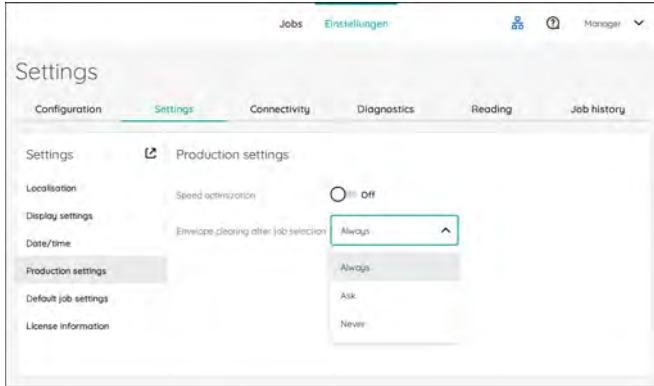 Jobs Einstellungen Manager
Settings
Configuration Settings Connectivity Diagnostics Reading Job history
Settings Production settings
Localisation
Speed optimization Off
Display settings
Envelope clearing after job selection Always
Date/time
Always
Production settings
Ask
Default job settings
Never
License information